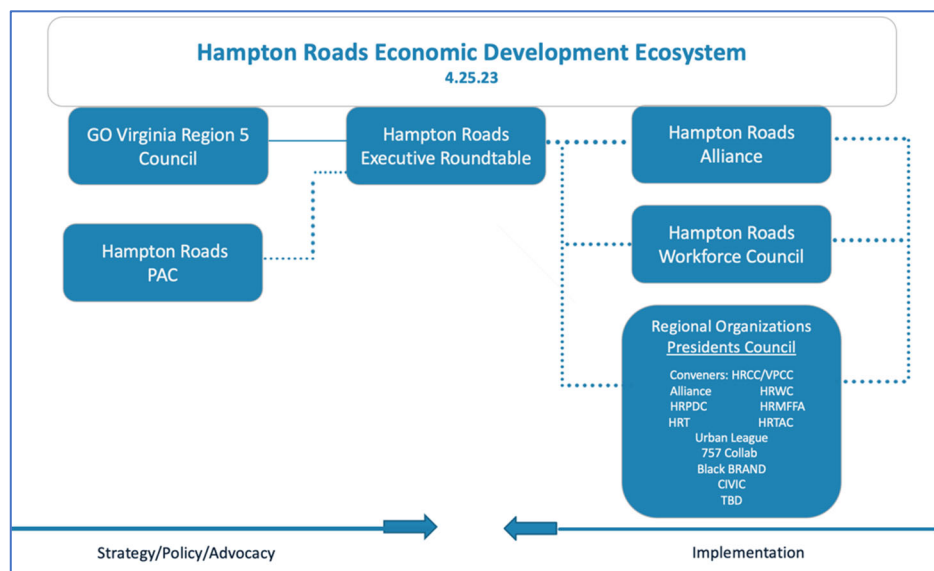 Hampton Roads Economic Development Ecosystem
4.25.23
GO Virginia Region 5
Council
Hampton Roads
Executive Roundtable
Hampton Roads
Alliance
Hampton Roads
PAC
Hampton Roads
Workforce Council
Regional Organizations
Presidents Council
Conveners: HRCC/VPCC
Alliance HRWC
HRPDC HRMFFA
HRT HRTAC
Urban League
757 Collab
Black BRAND
CIVIC
TBD
Strategy/Policy/Advocacy
Implementation